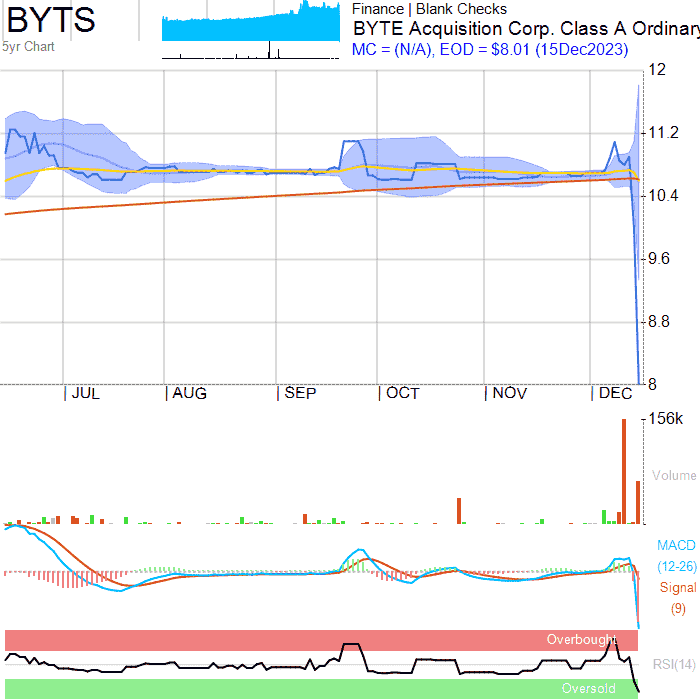 BYTS
5yr Chart
Finance | Blank Checks
BYTE Acquisition Corp. Class A Ordinary
MC = (N/A), EOD = $8.01 (15Dec2023)
12
11.2
10.4
9.6
8.8
8
JUL AUG SEP OCT NOV DEC
156k
Volume
MACD
(12-26)
Signal
(9)
Overbought
RSI(14)
Oversold